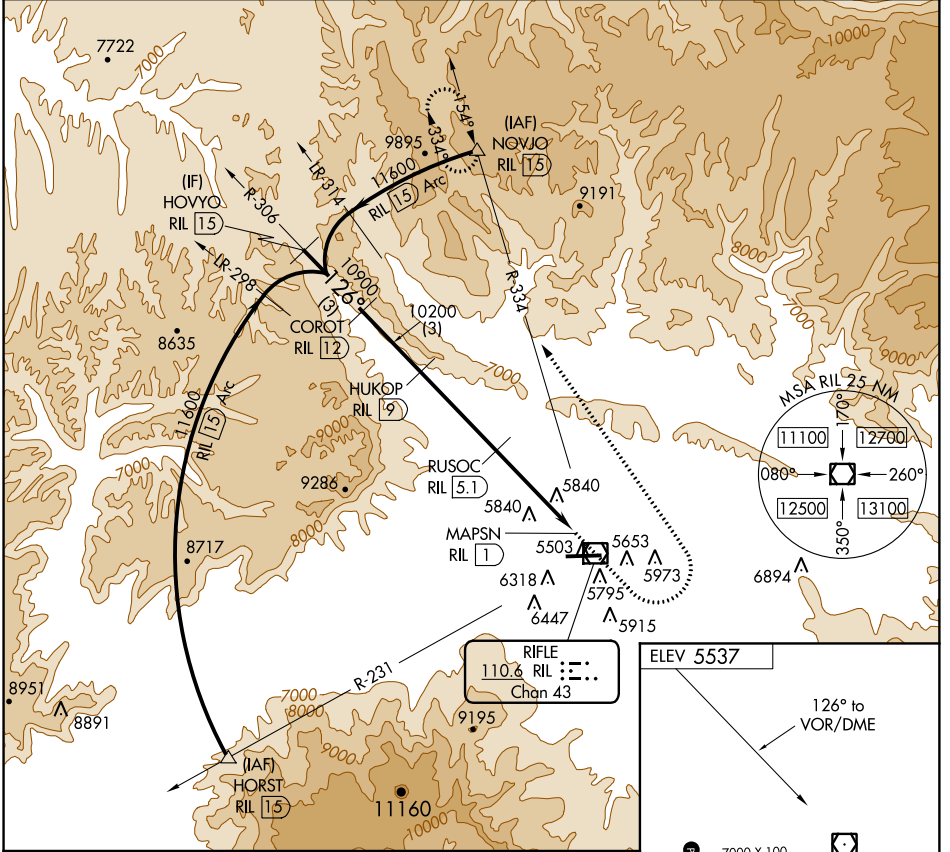 7722
7000
10000
(IAF)
NOVJO
RIL 15
154°
334°
9895
11600
RIL 15 Arc
LR-314
9191
(IF)
HOVYO
RIL 15
R-306
LR-298
8000
7000
10900
126°
(3)
10200
(3)
R-334
COROT
RIL 12
8635
7000
9000
HUKOP
RIL 9
7000
11600
RIL 15 Arc
MSA RIL 25 NM
11100
170°
12700
080°
260°
12500
350°
13100
9000
7000
9286
8000
RUSOC
RIL 5.1
5840
5840
MAPSN
RIL 1
5503
5653
5973
8717
6318
5795
6894
6447
5915
RIFLE
110.6 RIL
Chan 43
R-231
ELEV 5537
126° to
VOR/DME
8951
8891
7000
8000
9000
9195
(IAF)
HORST
RIL 15
11160
10000
7000 X 100